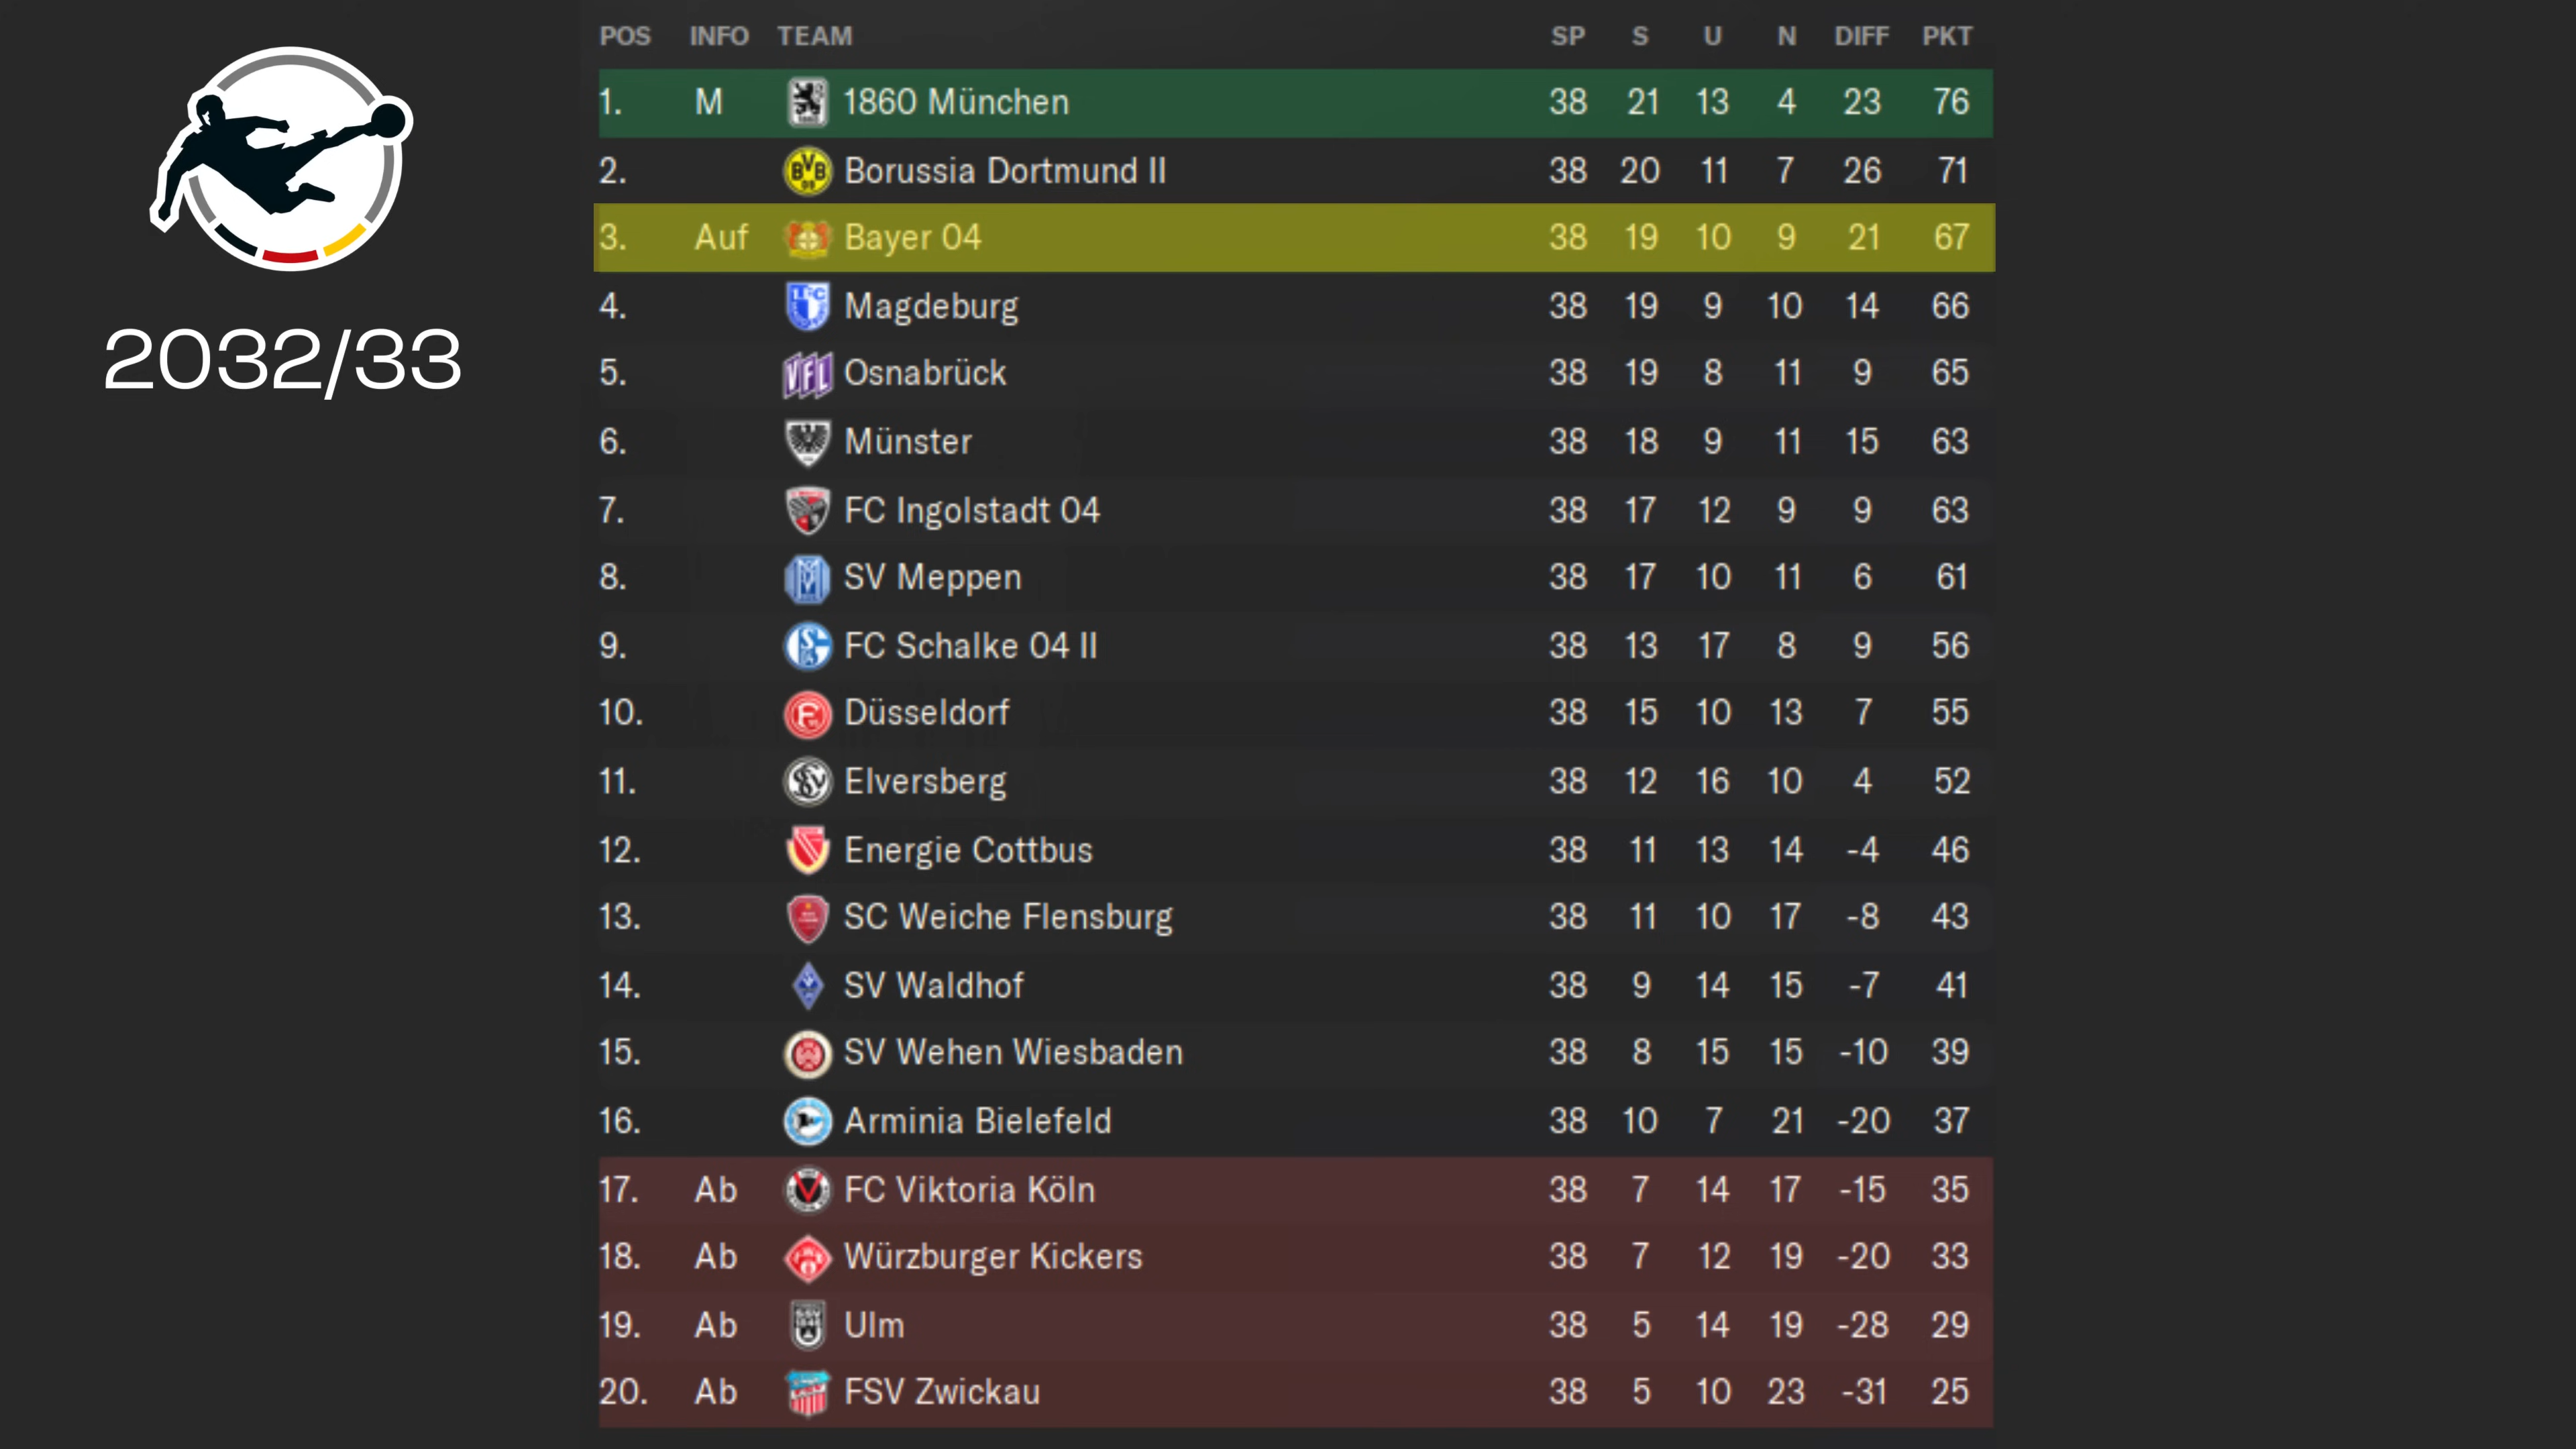 2032/33
POS INFO TEAM SP S U N DIFF PKT
1. M 1860 München 38 21 13 4 23 76
2. Borussia Dortmund II 38 20 11 7 26 71
3. Auf Bayer 04 38 19 10 9 21 67
4. Magdeburg 38 19 9 10 14 66
5. Osnabrück 38 19 8 11 9 65
6. Münster 38 18 9 11 15 63
7. FC Ingolstadt 04 38 17 12 9 9 63
8. SV Meppen 38 17 10 11 6 61
9. FC Schalke 04 II 38 13 17 8 9 56
10. Düsseldorf 38 15 10 13 7 55
11. Elversberg 38 12 16 10 4 52
12. Energie Cottbus 38 11 13 14 -4 46
13. SC Weiche Flensburg 38 11 10 17 -8 43
14. SV Waldhof 38 9 14 15 -7 41
15. SV Wehen Wiesbaden 38 8 15 15 -10 39
16. Arminia Bielefeld 38 10 7 21 -20 37
17. Ab FC Viktoria Köln 38 7 14 17 -15 35
18. Ab Würzburger Kickers 38 7 12 19 -20 33
19. Ab Ulm 38 5 14 19 -28 29
20. Ab FSV Zwickau 38 5 10 23 -31 25